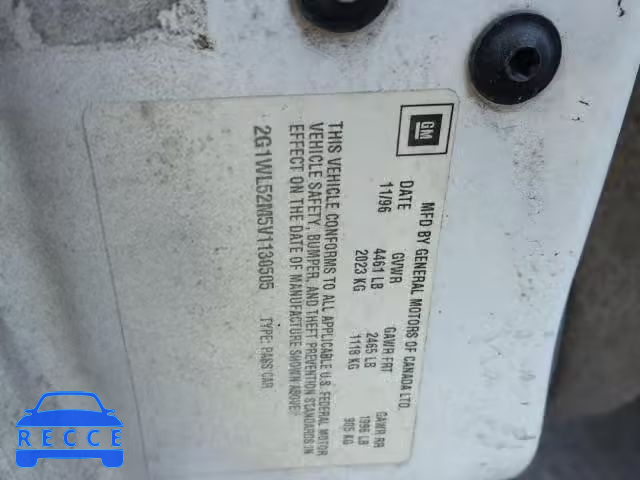 GM
MFD BY GENERAL MOTORS OF CANADA LTD.
DATE GVWR GAWR FRT GAWR RR
11/96 4461 LB 2465 LB 1996 LB
2023 KG 1118 KG 905 KG
THIS VEHICLE CONFORMS TO ALL APPLICABLE U.S. FEDERAL MOTOR
VEHICLE SAFETY, BUMPER, AND THEFT PREVENTION STANDARDS IN
EFFECT ON THE DATE OF MANUFACTURE SHOWN ABOVE.
2G1WL52M5V1130505 TYPE: PASS CAR
RECCE